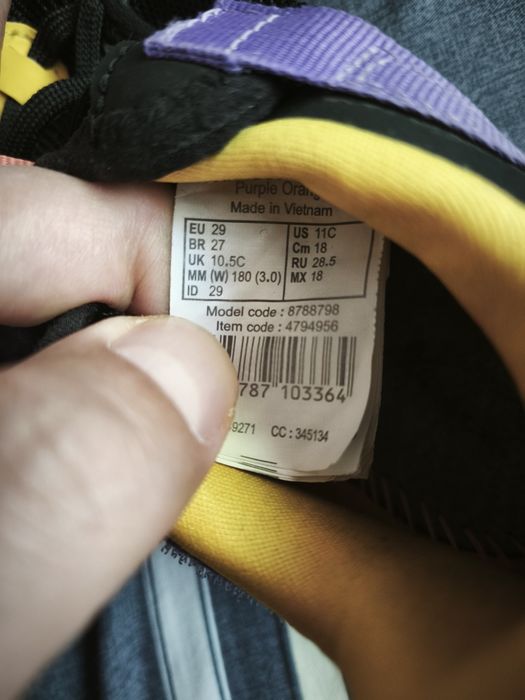 Purple Orang
Made in Vietnam
EU 29 US 11C
BR 27 Cm 18
UK 10.5C RU 28.5
MM (W) 180 (3.0) MX 18
ID 29
Model code : 8788798
Item code : 4794956
787 103364
9271 CC : 345134